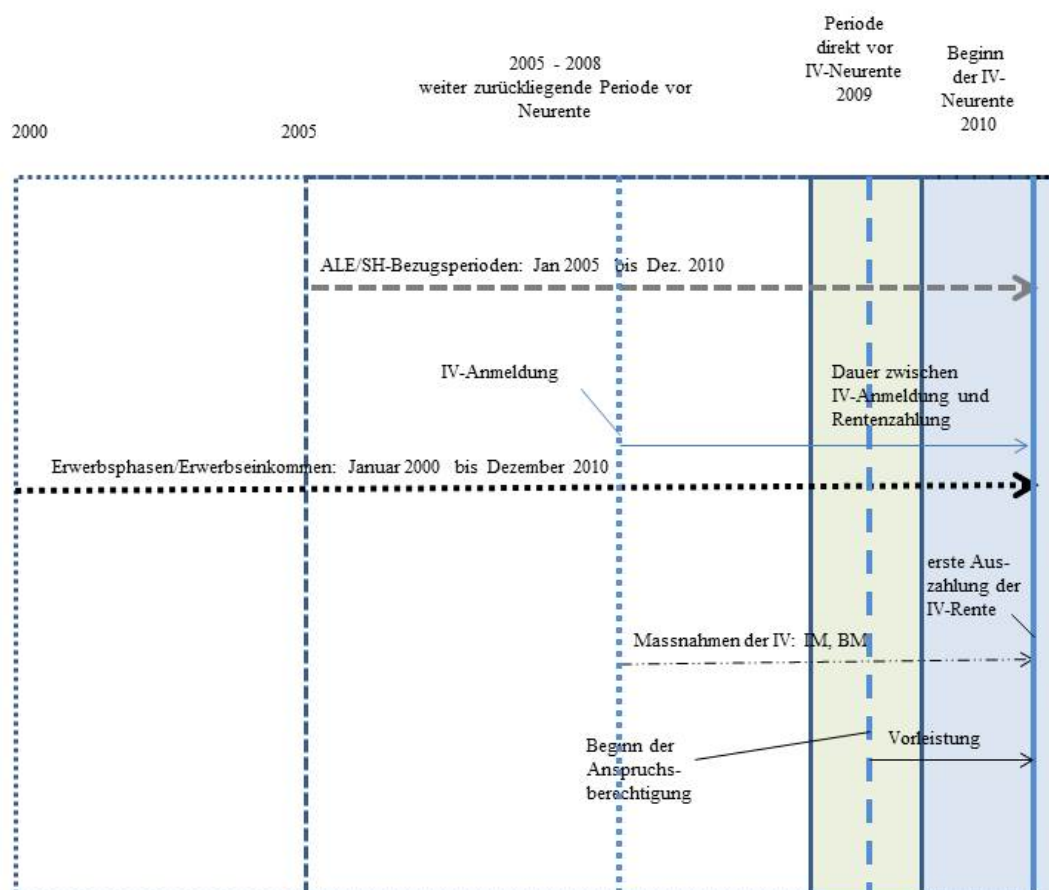 2000
2005
2005 - 2008
weiter zurückliegende Periode vor
Neurente
Periode
direkt vor
IV-Neurente
2009
Beginn
der IV-
Neurente
2010
ALE/SH-Bezugsperioden: Jan 2005 bis Dez. 2010
IV-Anmeldung
Dauer zwischen
IV-Anmeldung und
Rentenzahlung
Erwerbsphasen/Erwerbseinkommen: Januar 2000 bis Dezember 2010
erste Aus-
zahlung der
IV-Rente
Massnahmen der IV: IM, BM
Beginn der
Anspruchs-
berechtigung
Vorleistung